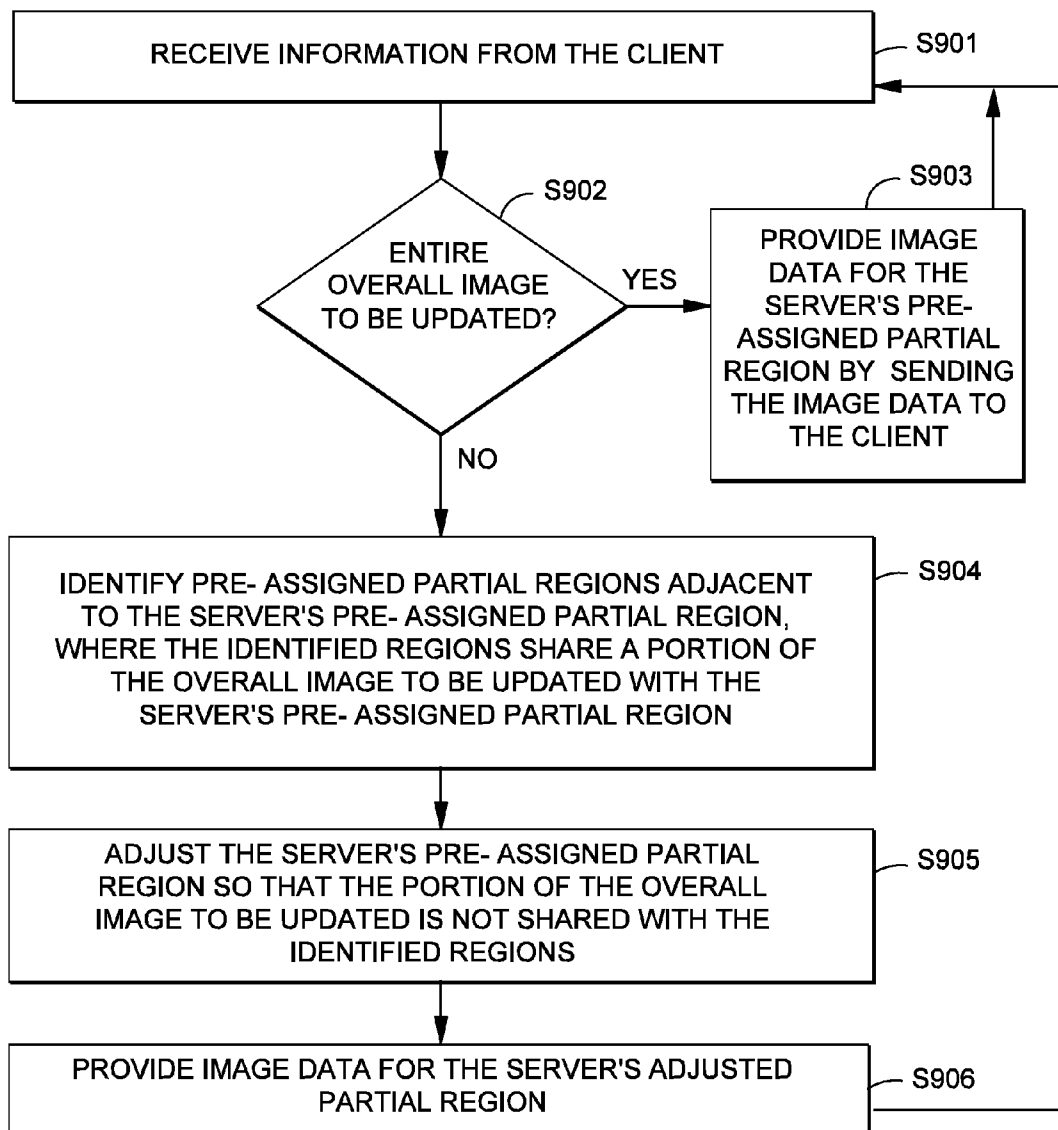 RECEIVE INFORMATION FROM THE CLIENT
S901
S902
ENTIRE
OVERALL IMAGE
TO BE UPDATED?
YES
S903
PROVIDE IMAGE
DATA FOR THE
SERVER'S PRE-
ASSIGNED PARTIAL
REGION BY SENDING
THE IMAGE DATA TO
THE CLIENT
NO
IDENTIFY PRE- ASSIGNED PARTIAL REGIONS ADJACENT
TO THE SERVER'S PRE- ASSIGNED PARTIAL REGION,
WHERE THE IDENTIFIED REGIONS SHARE A PORTION OF
THE OVERALL IMAGE TO BE UPDATED WITH THE
SERVER'S PRE- ASSIGNED PARTIAL REGION
S904
ADJUST THE SERVER'S PRE- ASSIGNED PARTIAL
REGION SO THAT THE PORTION OF THE OVERALL
IMAGE TO BE UPDATED IS NOT SHARED WITH THE
IDENTIFIED REGIONS
S905
PROVIDE IMAGE DATA FOR THE SERVER'S ADJUSTED
PARTIAL REGION
S906